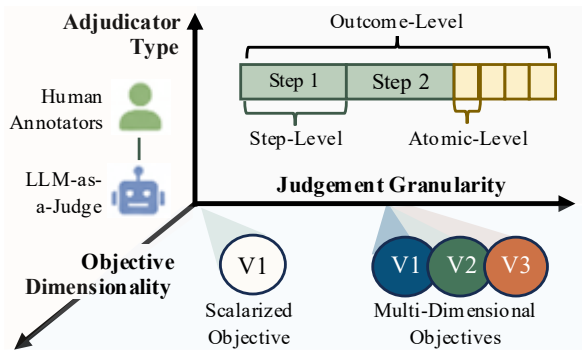 Adjudicator
Type
Outcome-Level
Step 1
Step 2
Human
Annotators
Step-Level
Atomic-Level
LLM-as-
a-Judge
Judgement Granularity
Objective
Dimensionality
V1
V1
V2
V3
Scalarized
Objective
Multi-Dimensional
Objectives